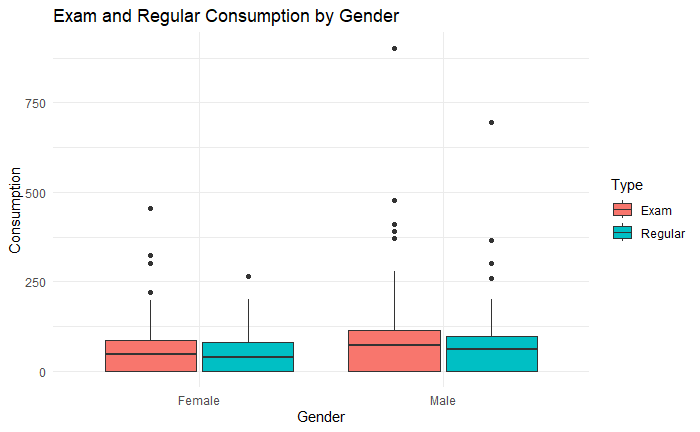 Exam and Regular Consumption by Gender
Consumption
750
500
250
0
Female
Male
Gender
Type
Exam
Regular